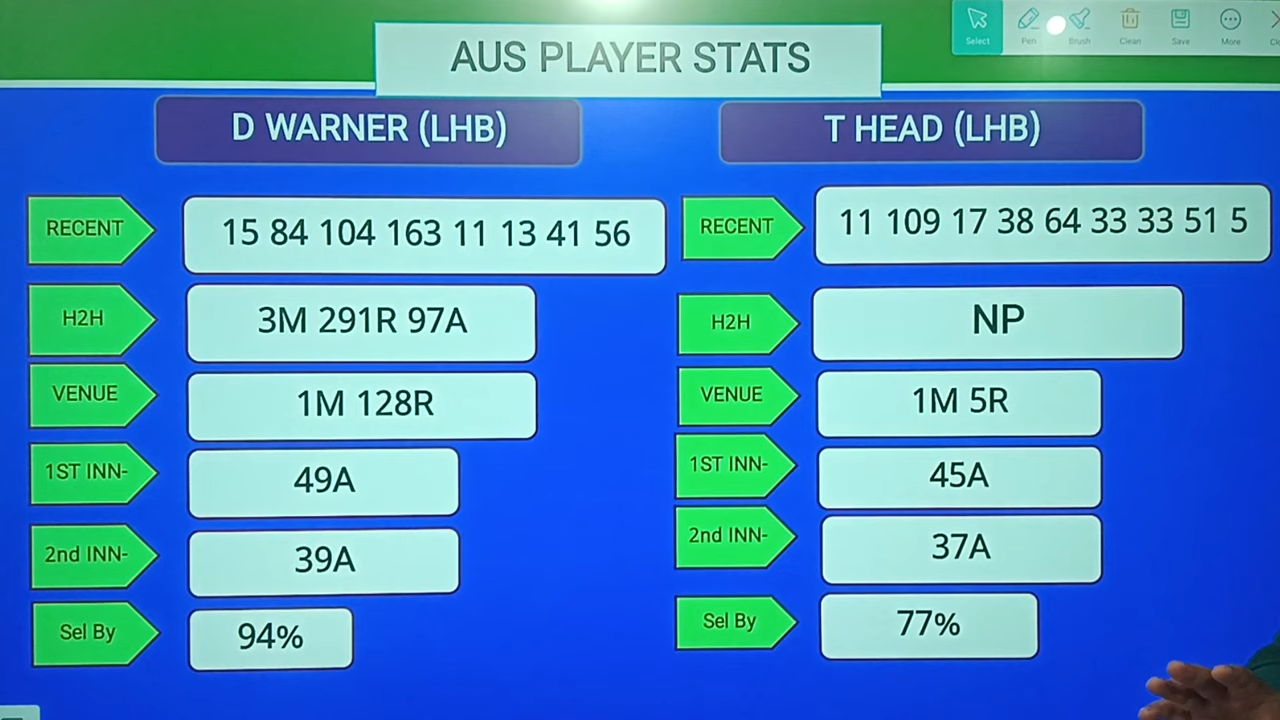 AUS PLAYER STATS
Select
Pen
Brush
Clean
Save
More
D WARNER (LHB)
RECENT
15 84 104 163 11 13 41 56
H2H
3M 291R 97A
VENUE
1M 128R
1ST INN-
49A
2nd INN-
39A
Sel By
94%
T HEAD (LHB)
RECENT
11 109 17 38 64 33 33 51 5
H2H
NP
VENUE
1M 5R
1ST INN-
45A
2nd INN-
37A
Sel By
77%